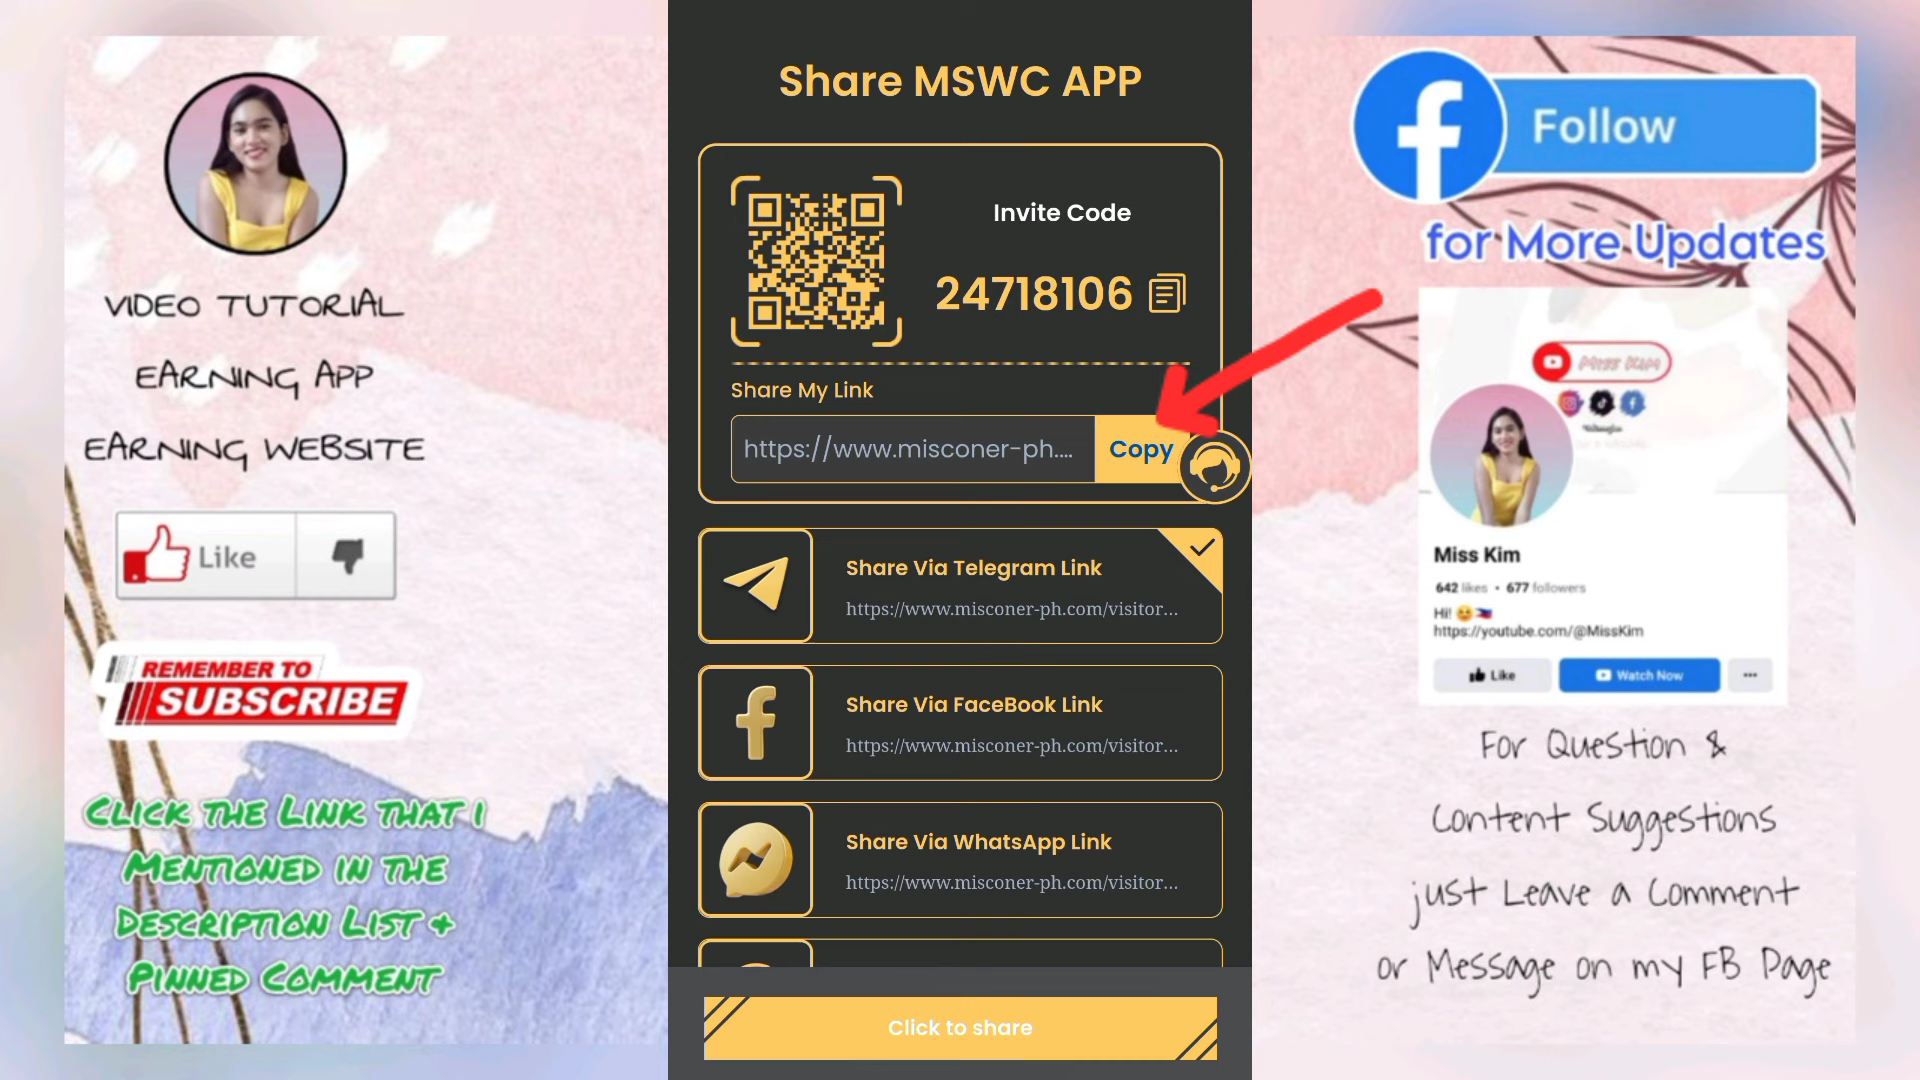 VIDEO TUTORIAL
EARNING APP
EARNING WEBSITE
Like
REMEMBER TO
SUBSCRIBE
CLICK THE LINK THAT I
MENTIONED IN THE
DESCRIPTION LIST &
PINNED COMMENT
Share MSWC APP
Invite Code
24718106
Share My Link
https://www.misconer-ph....
Copy
Share Via Telegram Link
https://www.misconer-ph.com/visitor...
Share Via FaceBook Link
https://www.misconer-ph.com/visitor...
Share Via WhatsApp Link
https://www.misconer-ph.com/visitor...
Click to share
Follow
for More Updates
Miss Kim
Miss Kim
642 likes • 677 followers
Hi! 😉🇵🇭
https://youtube.com/@MissKim
Like
Watch Now
For Question &
Content Suggestions
just Leave a Comment
or Message on my FB Page